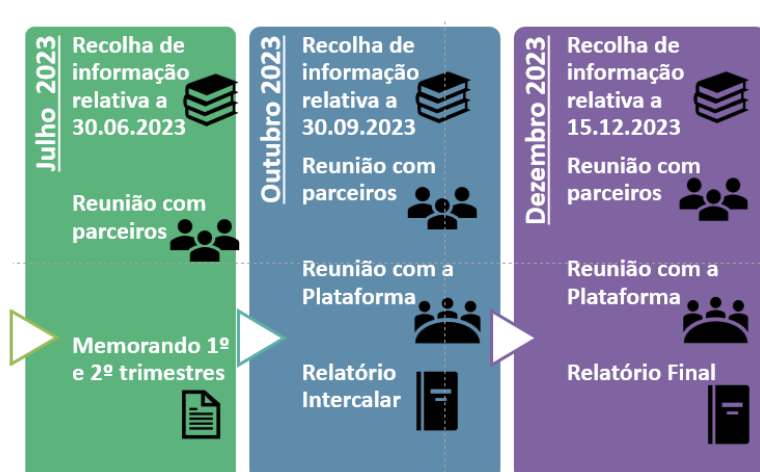 Julho 2023
Recolha de
informação
relativa a
30.06.2023
Reunião com
parceiros
Memorando 1º
e 2º trimestres
Outubro 2023
Recolha de
informação
relativa a
30.09.2023
Reunião com
parceiros
Reunião com a
Plataforma
Relatório
Intercalar
Dezembro 2023
Recolha de
informação
relativa a
15.12.2023
Reunião com
parceiros
Reunião com a
Plataforma
Relatório Final